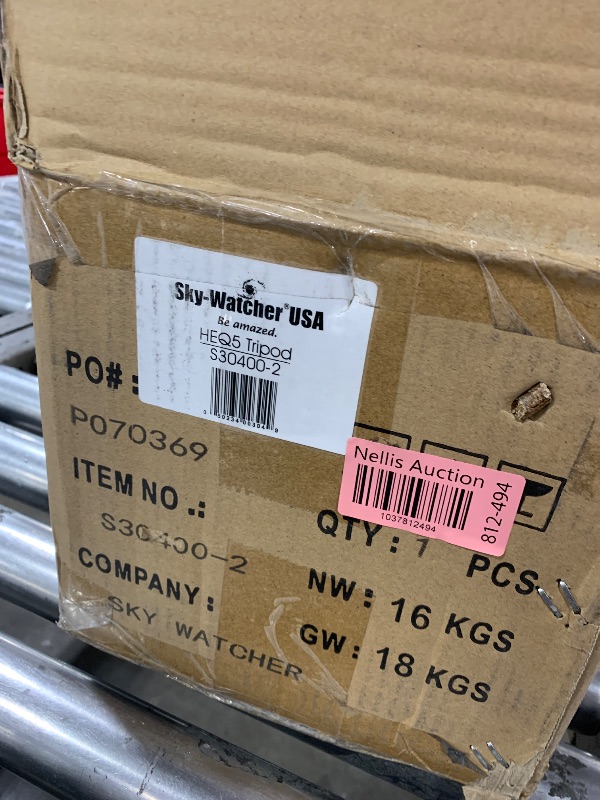 Sky-Watcher® USA
Be amazed.
HEQ5 Tripod
S30400-2
PO# :
P070369
Nellis Auction
1037812494
812-494
ITEM NO .:
S30400-2
QTY : 1 PCS
COMPANY :
SKY WATCHER
NW : 16 KGS
GW : 18 KGS